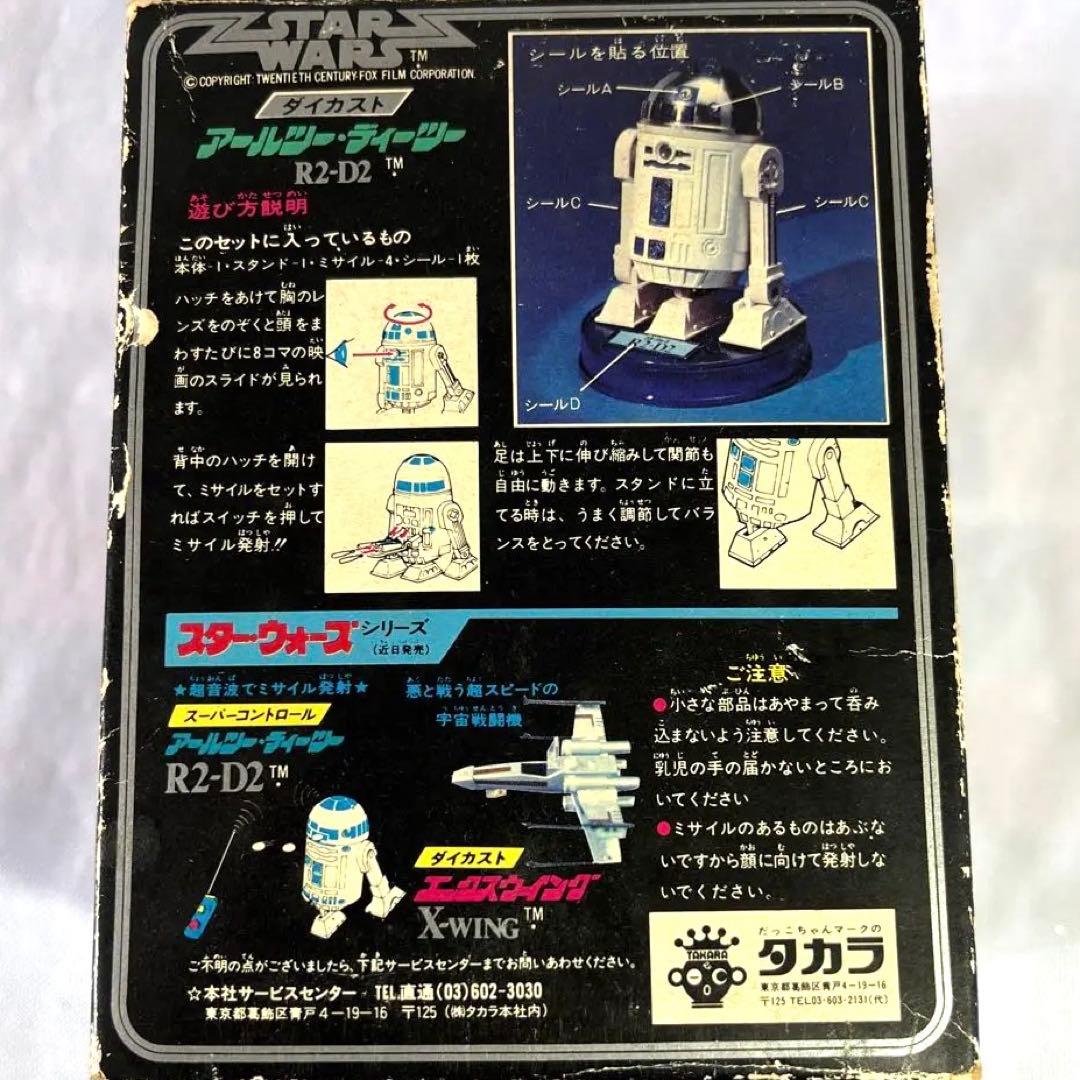 STAR
WARS™
©COPYRIGHT TWENTIETH CENTURY-FOX FILM CORPORATION
ダイカスト
アールツー・ディーツー
R2-D2™
遊び方説明
このセットに入っているもの
本体-1・スタンド-1・ミサイル-4・シール-1枚
ハッチをあけて胸のレ
ンズをのぞくと頭をま
わすたびに8コマの映
画のスライドが見られ
ます。
シールを貼る位置
シールA
シールB
シールC
シールC
R2-D2
シールD
背中のハッチを開け
て、ミサイルをセットす
ればスイッチを押して
ミサイル発射!!
足は上下に伸び縮みして関節も
自由に動きます。スタンドに立
てる時は、うまく調節してバラ
ンスをとってください。
スター・ウォーズシリーズ
(近日発売)
★超音波でミサイル発射★
スーパーコントロール
アールツー・ディーツー
R2-D2™
悪と戦う超スピードの
宇宙戦闘機
ダイカスト
エックスウイング
X-WING™
ご注意
●小さな部品はあやまって呑み
込まないよう注意してください。
乳児の手の届かないところにお
いてください
●ミサイルのあるものはあぶな
いですから顔に向けて発射しな
いでください。
ご不明の点がございましたら、下記サービスセンターまでお問いあわせください。
☆本社サービスセンター TEL直通(03)602-3030
東京都葛飾区青戸4-19-16 〒125 (㈱タカラ本社内)
TAKARA
だっこちゃんマークの
タカラ
東京都葛飾区青戸4-19-16
〒125 TEL03-603-2131(代)